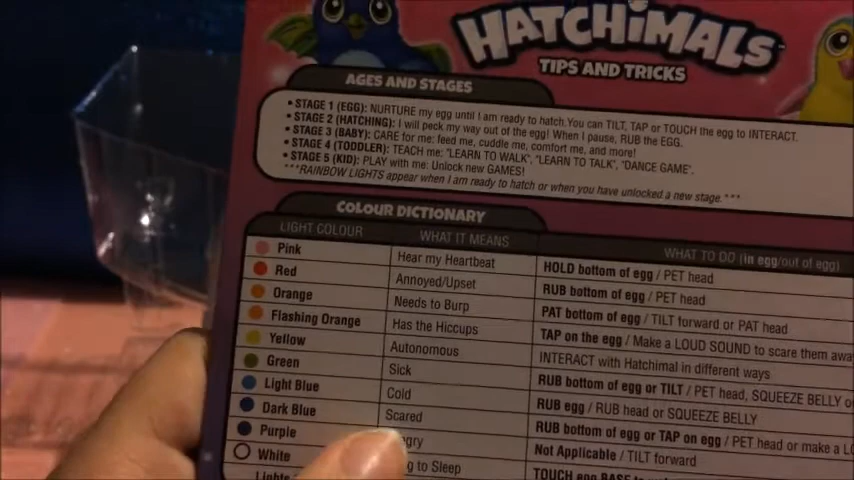 HATCHiMALS
TIPS AND TRICKS
AGES AND STAGES
• STAGE 1 (EGG): NURTURE my egg until I am ready to hatch. You can TILT, TAP or TOUCH the egg to INTERACT.
• STAGE 2 (HATCHING): I will peck my way out of the egg! When I pause, RUB the EGG.
• STAGE 3 (BABY): CARE for me: feed me, cuddle me, comfort me, and more!
• STAGE 4 (TODDLER): TEACH me: "LEARN TO WALK", "LEARN TO TALK", "DANCE GAME".
• STAGE 5 (KID): PLAY with me: Unlock new GAMES!
***RAINBOW LIGHTS appear when I am ready to hatch or when you have unlocked a new stage.***
COLOUR DICTIONARY
LIGHT COLOUR WHAT IT MEANS WHAT TO DO (in egg/out of egg)
Pink Hear my Heartbeat HOLD bottom of egg / PET head
Red Annoyed/Upset RUB bottom of egg / PET head
Orange Needs to Burp PAT bottom of egg / TILT forward or PAT head
Flashing Orange Has the Hiccups TAP on the egg / Make a LOUD SOUND to scare them away
Yellow Autonomous INTERACT with Hatchimal in different ways
Green Sick RUB bottom of egg or TILT / PET head, SQUEEZE BELLY
Light Blue Cold RUB egg / RUB head or SQUEEZE BELLY
Dark Blue Scared RUB bottom of egg or TAP on egg / PET head or make a
Purple Not Applicable / TILT forward
White to Sleep TOUCH egg BASE